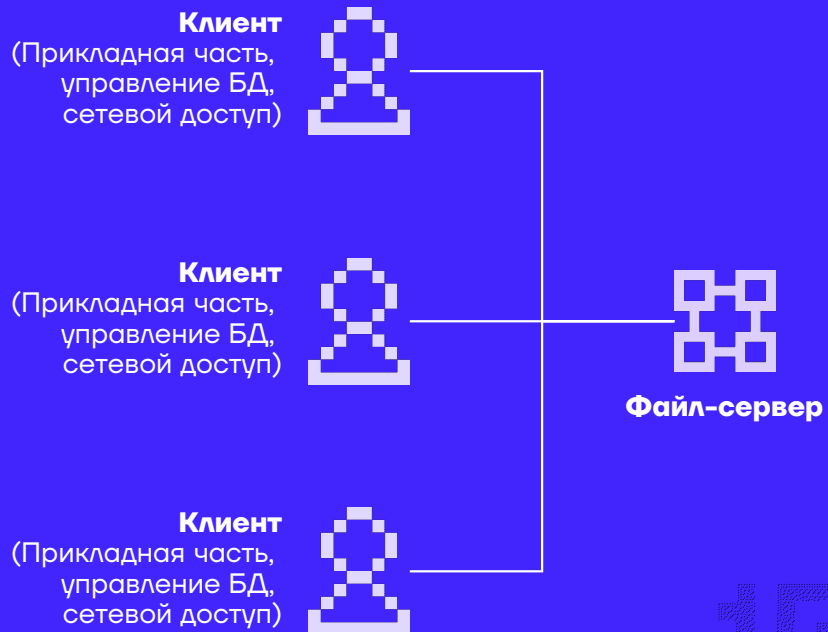 Клиент
(Прикладная часть,
управление БД,
сетевой доступ)
Клиент
(Прикладная часть,
управление БД,
сетевой доступ)
Файл-сервер
Клиент
(Прикладная часть,
управление БД,
сетевой доступ)